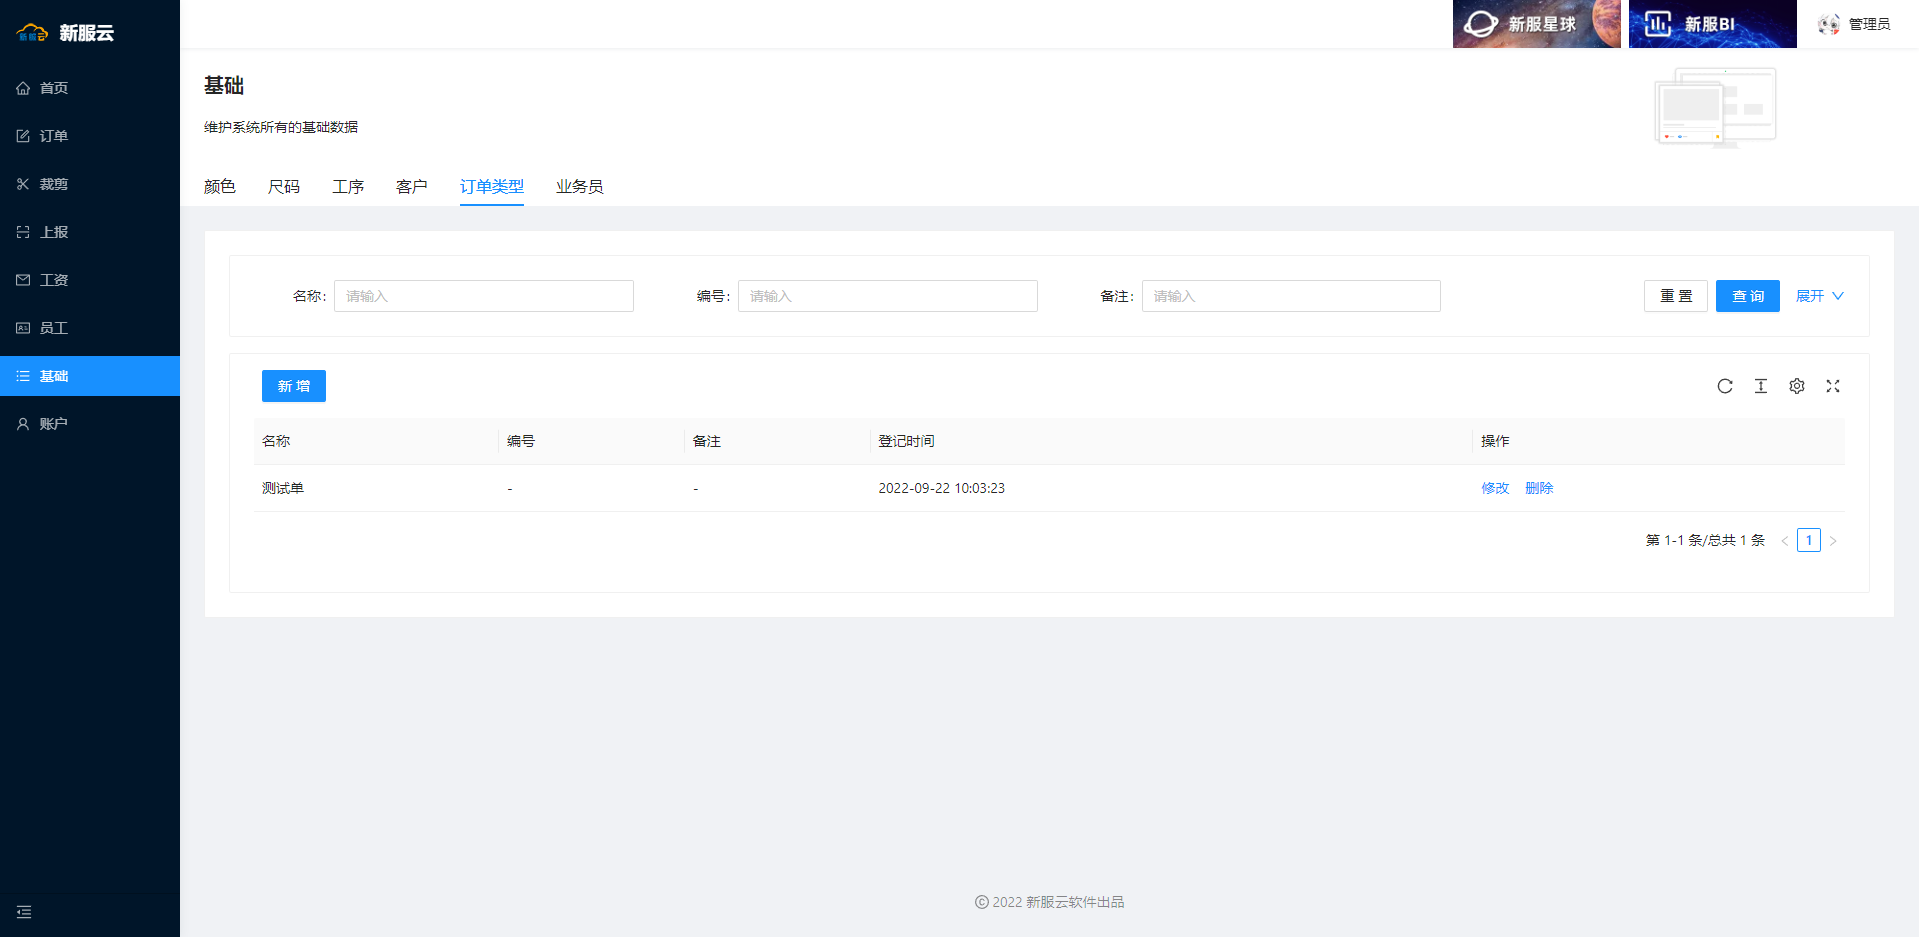 新服云
新服星球
新服BI
管理员
首页
订单
裁剪
上报
工资
员工
基础
账户
基础
维护系统所有的基础数据
颜色 尺码 工序 客户 订单类型 业务员
名称: 请输入 编号: 请输入 备注: 请输入 重 置 查 询 展开
新 增
名称 编号 备注 登记时间 操作
测试单 - - 2022-09-22 10:03:23 修改 删除
第 1-1 条/总共 1 条 < 1 >
© 2022 新服云软件出品